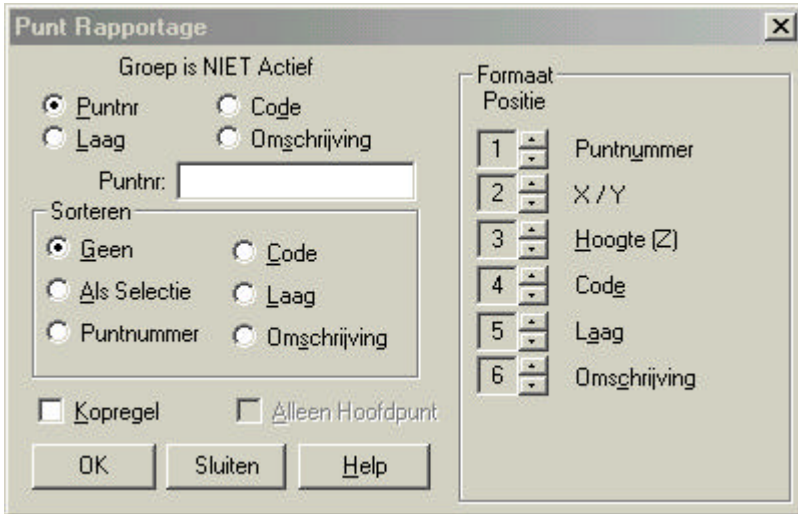 Punt Rapportage
Groep is NIET Actief
Puntnr Code
Laag Omschrijving
Puntnr:
Sorteren
Geen Code
Als Selectie Laag
Puntnummer Omschrijving
Kopregel Alleen Hoofdpunt
OK Sluiten Help
Formaat
Positie
1 Puntnummer
2 X / Y
3 Hoogte (Z)
4 Code
5 Laag
6 Omschrijving